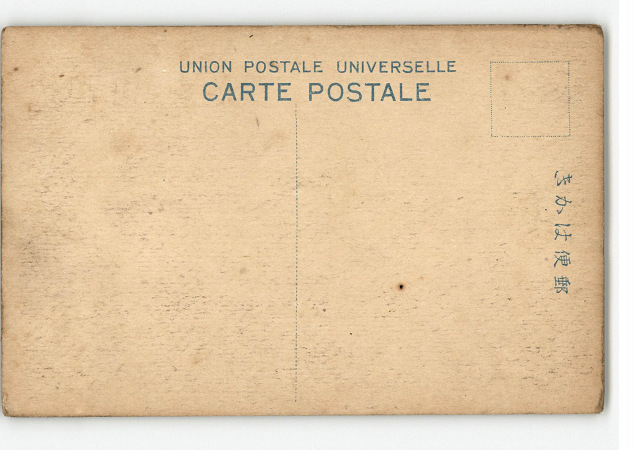 UNION POSTALE UNIVERSELLE
CARTE POSTALE
郵便はかき